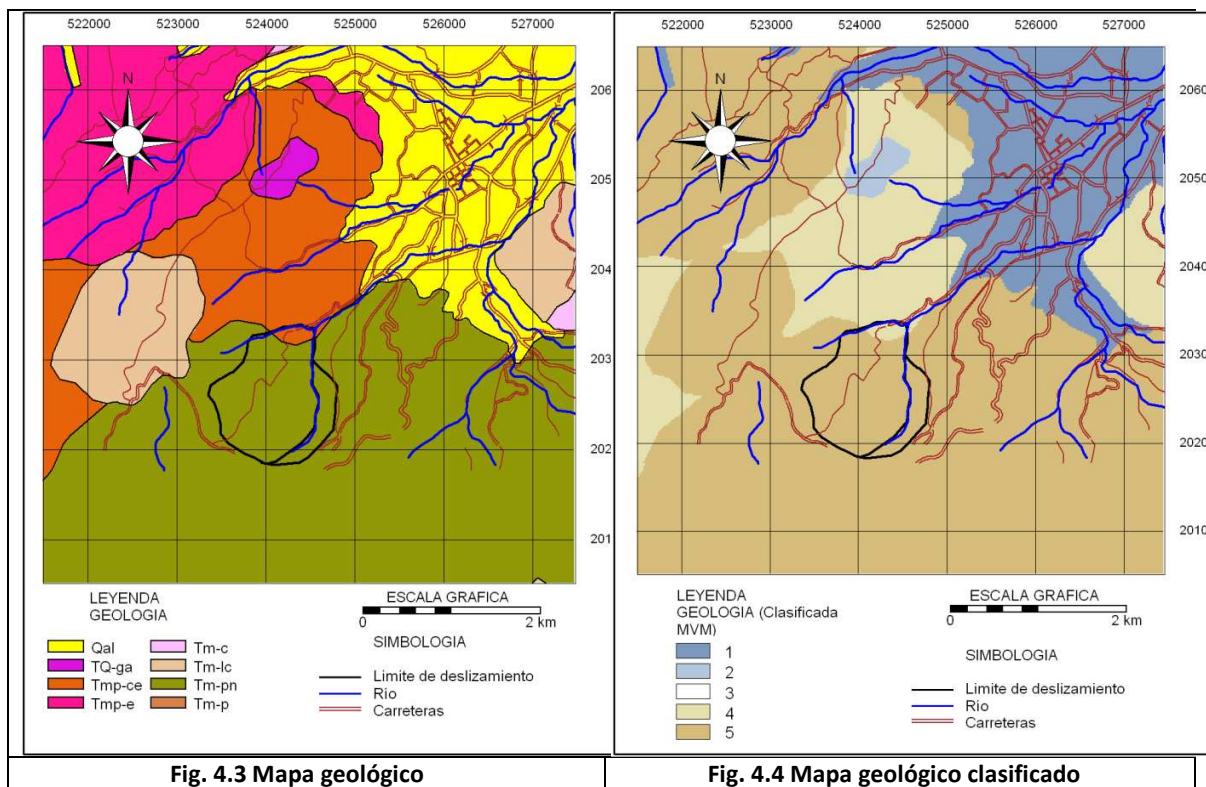 522000 523000 524000 525000 526000 527000
N
206
205
204
203
202
201
LEYENDA
GEOLOGIA
Qal
TQ-ga
Tmp-ce
Tmp-e
Tm-c
Tm-lc
Tm-pn
Tm-p
ESCALA GRAFICA
0 2 km
SIMBOLOGIA
Limite de deslizamiento
Rio
Carreteras
Fig. 4.3 Mapa geológico
522000 523000 524000 525000 526000 527000
N
2060
2050
2040
2030
2020
2010
LEYENDA
GEOLOGIA (Clasificada
MVM)
1
2
3
4
5
ESCALA GRAFICA
0 2 km
SIMBOLOGIA
Limite de deslizamiento
Rio
Carreteras
Fig. 4.4 Mapa geológico clasificado